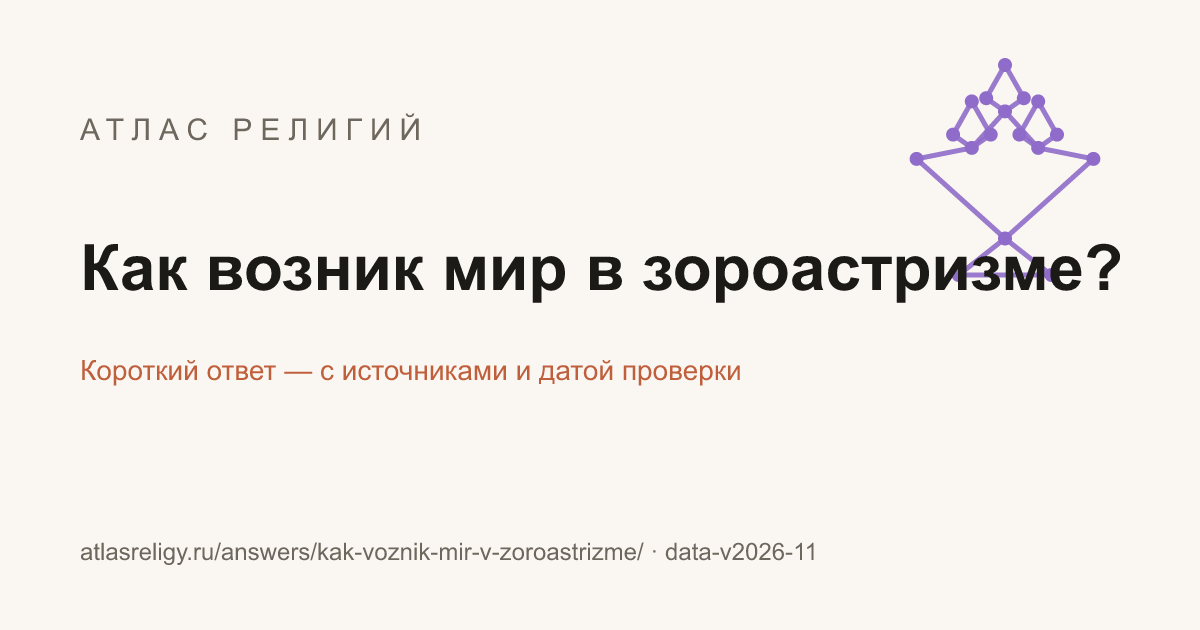 АТЛАС РЕЛИГИЙ
Как возник мир в зороастризме?
Короткий ответ — с источниками и датой проверки
atlasreligy.ru/answers/kak-voznik-mir-v-zoroastrizme/ · data-v2026-11